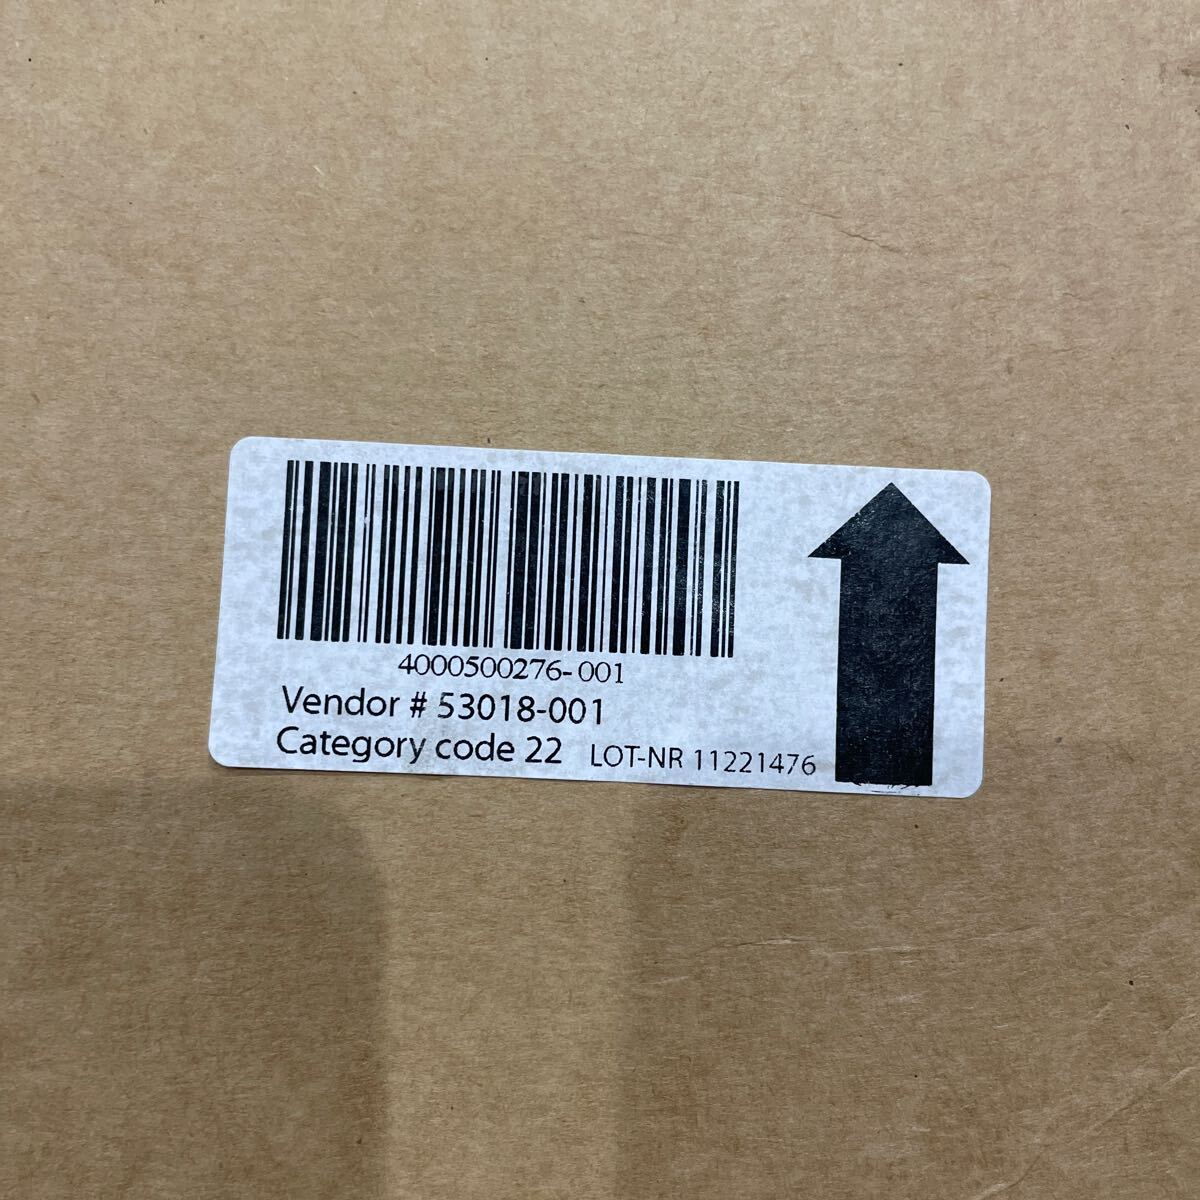 4000500276-001
Vendor # 53018-001
Category code 22 LOT-NR 11221476